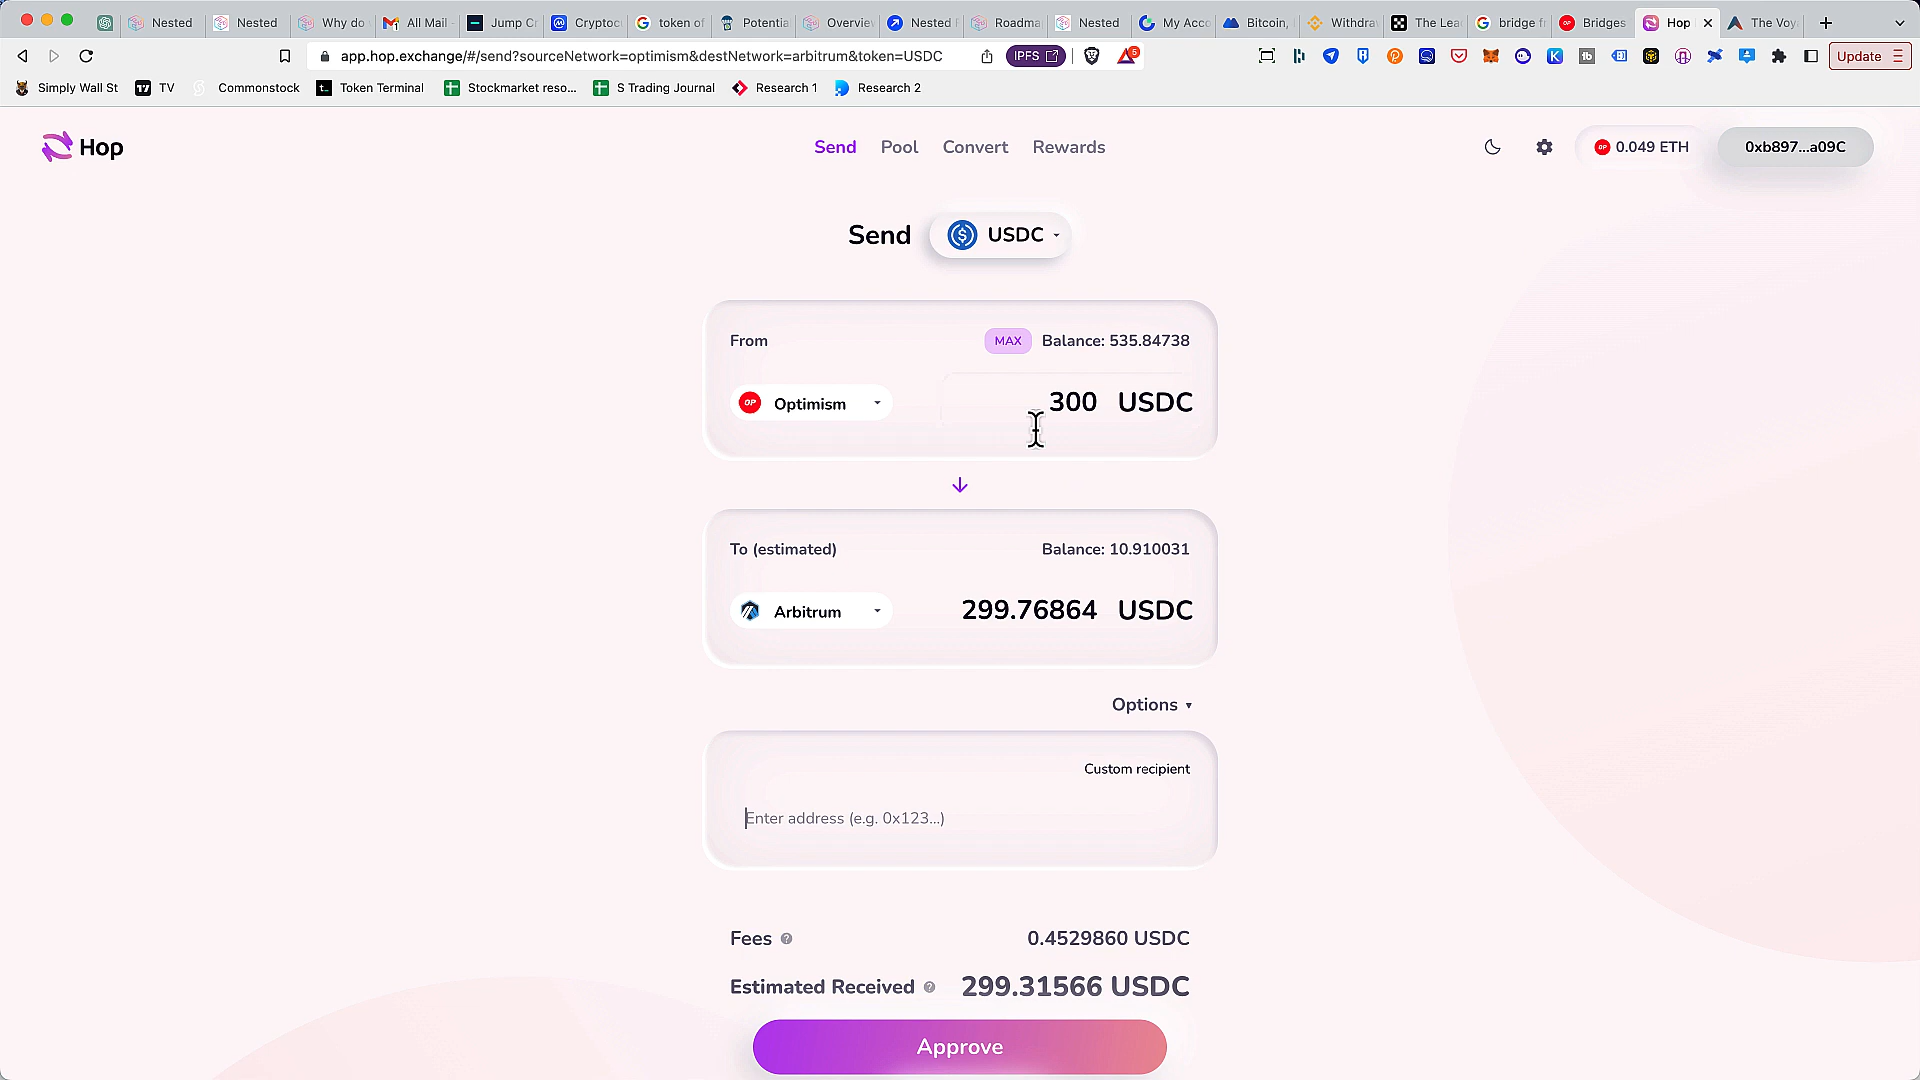 Nested Nested Why do All Mail - Jump Cr Cryptoc token of Potentia Overvie Nested Roadma Nested My Acco Bitcoin, Withdra The Lea bridge f Bridges Hop The Voy
app.hop.exchange/#/send?sourceNetwork=optimism&destNetwork=arbitrum&token=USDC IPFS 5 Update
Simply Wall St TV Commonstock Token Terminal Stockmarket reso... S Trading Journal Research 1 Research 2
Hop Send Pool Convert Rewards OP 0.049 ETH 0xb897...a09C
Send USDC
From MAX Balance: 535.84738
OP Optimism 300 USDC
To (estimated) Balance: 10.910031
Arbitrum 299.76864 USDC
Options
Custom recipient
Enter address (e.g. 0x123...)
Fees ? 0.4529860 USDC
Estimated Received ? 299.31566 USDC
Approve